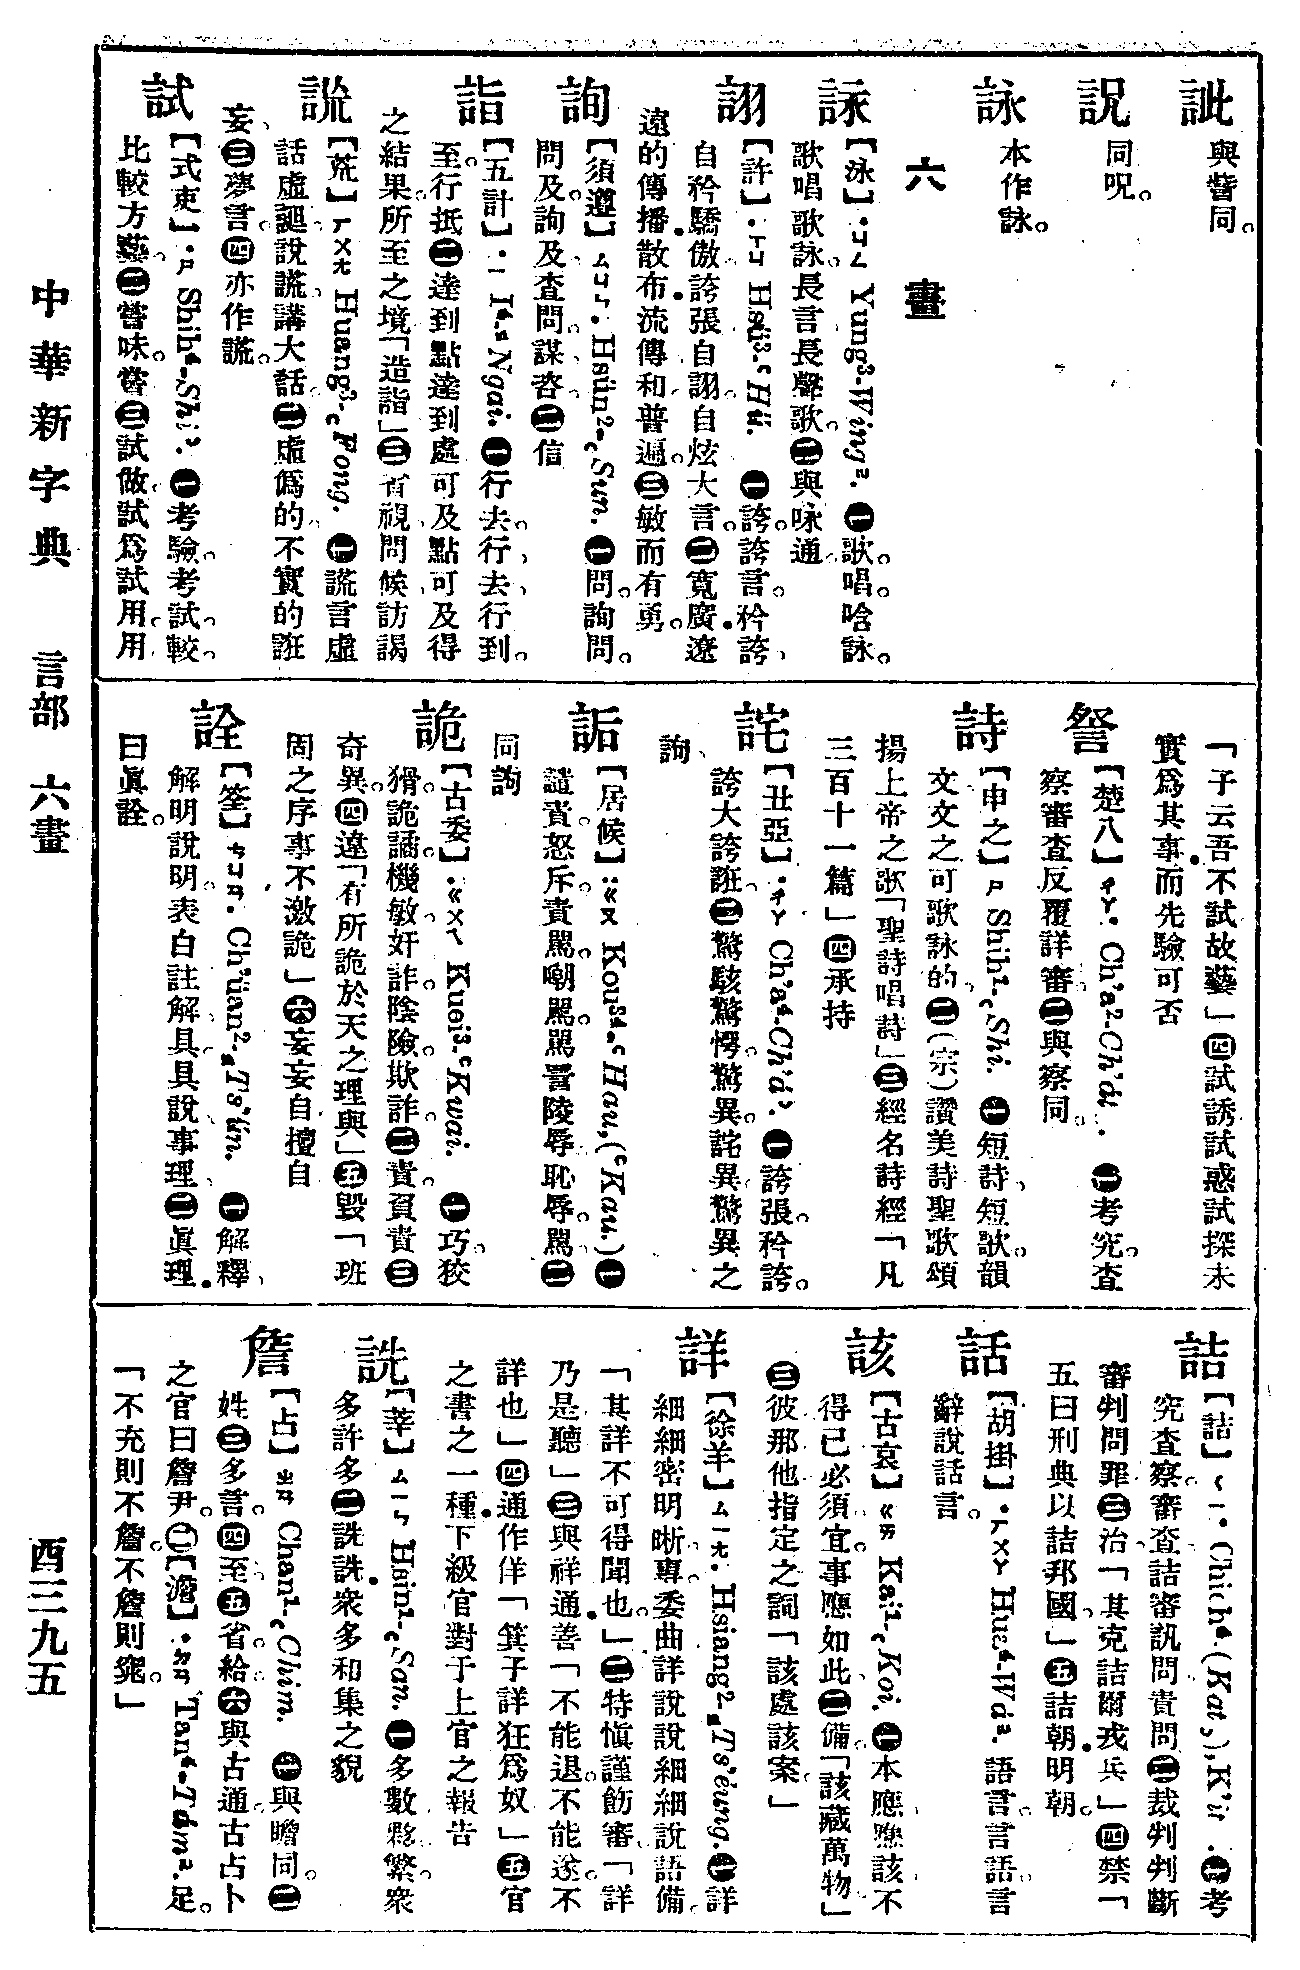 訿
與訾同。
詋
同呪。
詠
本作詠。
六畫
詠
【泳】·ㄩㄥ Yung³-Wing². ㊀歌。唱。唅詠。
歌唱歌詠。長言長聲歌。㊁與咏通
詡
【許】·ㄒㄩ Hsü³-Hü. ㊀誇。誇言。矜誇、
自矜驕傲。誇張自詡自炫大言。㊁寬廣。遼
遠的傳播。散布。流傳和普遍。㊂敏而有勇。
詢
【須遵】ㄙㄩㄣ. Hsün²-Sun. ㊀問。詢問。
問及。詢及。查問。謀咨。㊁信
詣
【五計】·ㄧ I⁴-Ngai. ㊀行去。行去、行到。
至。行抵㊁達到點達到處可及點可及得
之結果。所至之境「造詣」㊂省視問候、訪謁
詤
【荒】ㄏㄨㄤ Huang³-Fong. ㊀謊言虛
話虛謳說謊。講大話。㊁虛僞的、不實的誑
妄、㊂夢言。㊃亦作謊。
試
【式吏】·ㄕ Shih⁴-Shi³. ㊀考驗。考試。較。
比較方藝。㊁嘗味。嘗㊂試做。試爲試用。用
「子云吾不試故藝」㊃試誘試惑試探未
實爲其事而先驗可否
詧
【楚八】ㄔㄚ. Ch'a²-Ch'át. ㊀考究。查
察審查反覆詳審。㊁與察同。
詩
【申之】ㄕ Shih¹-Shi. ㊀短詩、短歌。韻
文文之可歌詠的、㊁(宗)讚美詩聖歌頌
揚上帝之歌「聖詩唱詩」㊂經名詩經「凡
三百十一篇」㊃承持
詫
【丑亞】·ㄔㄚ Ch'a⁴-Ch'á³. ㊀誇張。矜誇。
誇大誇誑。㊁驚駭驚愕。驚異。詫異、驚異之
詢、
詬
【居候】:ㄍㄡ Kou³⁴-Hau, (Kau.)㊀
譴責。怒斥。責罵。嘲罵。罵詈陵辱恥辱。罵㊁
同詢
詭
【古委】·ㄍㄨㄟ Kuei³-Kwai. ㊀巧。狡
猾。詭譎。機敏。奸詐。陰險。欺詐。㊁責。責負責㊂
奇異。㊃違「有所詭於天之理與」㊄毀「班
固之序事不激詭」㊅妄妄自擅自
詮
【筌】ㄑㄩㄢ. Ch'üan²-Ts'ün. ㊀解釋、
解明說明。表白註解。具。具說事理、㊁眞理
曰眞詮。
詰
【詰】ㄑㄧ. Chieh⁴.(Kat),K'it. ㊀考
究查察。審查詰審訊問責問㊁裁判判斷
審判問罪㊂治「其克詰爾戎兵」㊃禁「
五曰刑典以詰邦國」㊄詰朝明朝。
話
【胡掛】·ㄏㄨㄚ Hua⁴-Wá². 語言。言語。言
辭說話言。
該
【古哀】ㄍㄞ Kai¹-Koi. ㊀本應應該。不
得已必須宜事應如此。㊁備「該藏萬物」
㊂彼那他指定之詞「該處該案」
詳
【徐羊】ㄙㄧㄤ. Hsiang²-Ts'éung.㊀詳
細細密明晰。專委曲詳說說細細說語備、
「其詳不可得聞也」㊁特愼謹飭審「詳
乃是聽」㊂與祥通善「不能退。不能遂。不
詳也」㊃通作佯「箕子詳狂爲奴」㊄官
之書之一種。下級官對于上官之報告
詵
【莘】ㄙㄧㄣ Hsin¹-San. ㊀多數夥。繁衆
多許多㊁詵詵衆多和集之貌
詹
【占】ㄓㄢ Chan¹-Chim. ㊀與瞻同。㊁
姓。㊂多言。㊃至。㊄省。給。㊅與古通。古占卜
之官曰詹尹。㊁【澹】·ㄉㄢ Tan⁴-Tám². 足。
「不充則不詹。不詹則窕。」
中華新字典　言部　六畫
酉三九五